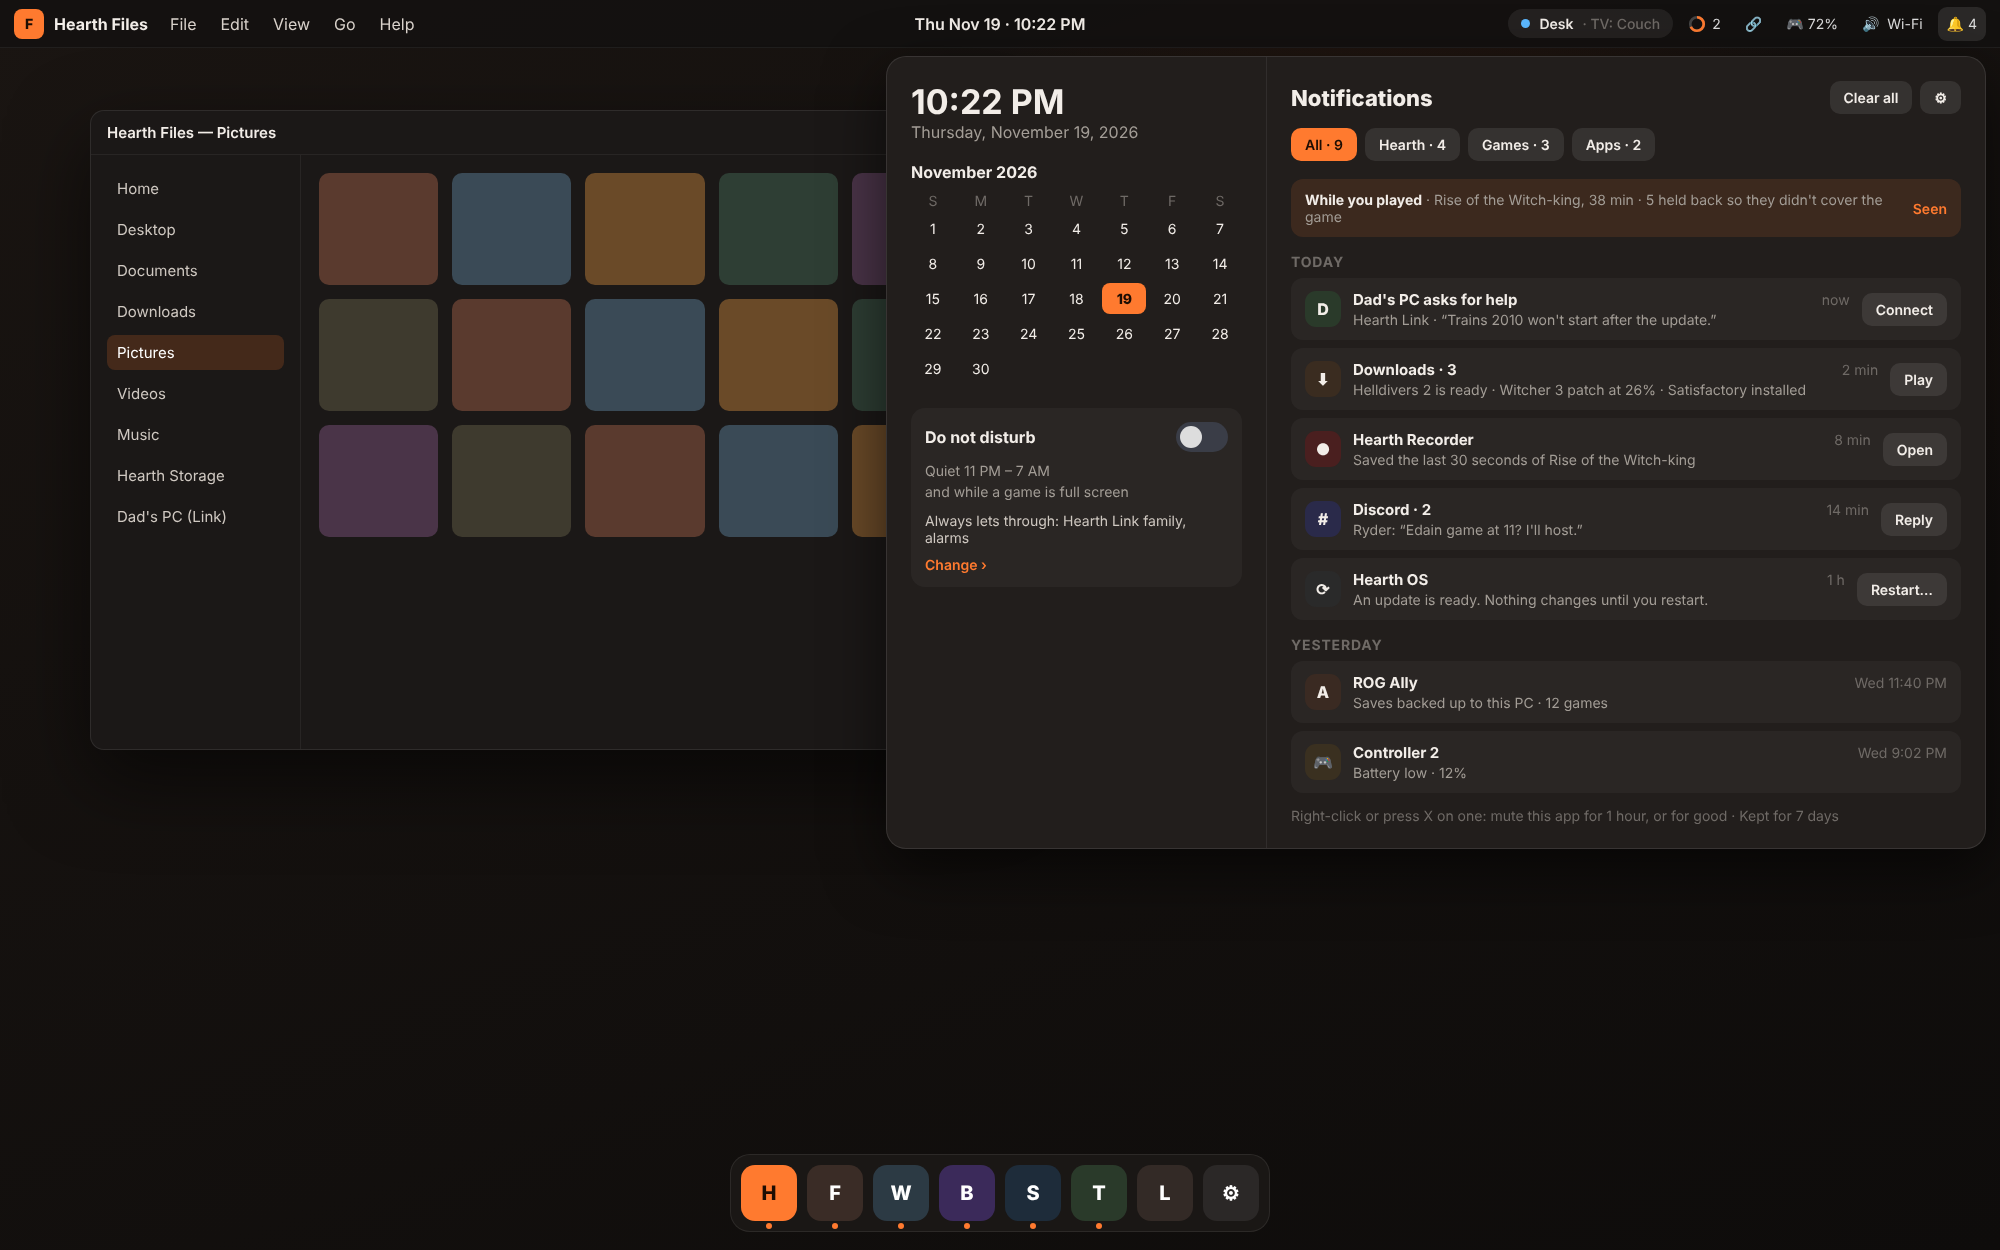 F Hearth Files File Edit View Go Help
Thu Nov 19 · 10:22 PM
Desk · TV: Couch 2 🔗 🎮 72% 🔊 Wi-Fi 🔔 4
Hearth Files — Pictures
Home
Desktop
Documents
Downloads
Pictures
Videos
Music
Hearth Storage
Dad's PC (Link)
10:22 PM
Thursday, November 19, 2026
November 2026
S M T W T F S
1 2 3 4 5 6 7
8 9 10 11 12 13 14
15 16 17 18 19 20 21
22 23 24 25 26 27 28
29 30
Do not disturb
Quiet 11 PM – 7 AM
and while a game is full screen
Always lets through: Hearth Link family,
alarms
Change ›
Notifications
Clear all ⚙
All · 9 Hearth · 4 Games · 3 Apps · 2
While you played · Rise of the Witch-king, 38 min · 5 held back so they didn't cover the
game
Seen
TODAY
D Dad's PC asks for help now
Hearth Link · “Trains 2010 won't start after the update.”
Connect
⬇ Downloads · 3 2 min
Helldivers 2 is ready · Witcher 3 patch at 26% · Satisfactory installed
Play
● Hearth Recorder 8 min
Saved the last 30 seconds of Rise of the Witch-king
Open
# Discord · 2 14 min
Ryder: “Edain game at 11? I'll host.”
Reply
⟳ Hearth OS 1 h
An update is ready. Nothing changes until you restart.
Restart…
YESTERDAY
A ROG Ally Wed 11:40 PM
Saves backed up to this PC · 12 games
🎮 Controller 2 Wed 9:02 PM
Battery low · 12%
Right-click or press X on one: mute this app for 1 hour, or for good · Kept for 7 days
H F W B S T L ⚙